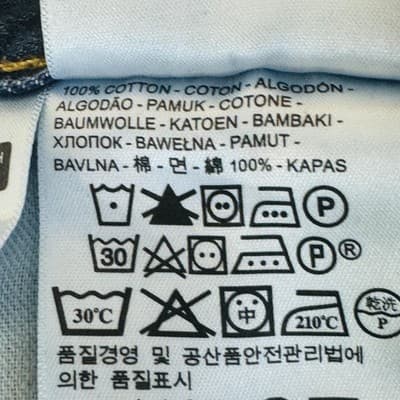 100% COTTON - COTON - ALGODÓN -
ALGODÃO - PAMUK - COTONE -
BAUMWOLLE - KATOEN - BAMBAKI -
ХЛОПОК - BAWEŁNA - PAMUT -
BAVLNA - 棉 - 면 - 綿 100% - KAPAS
P
30 P ®
30°C 中 210°C 乾洗 P
품질경영 및 공산품안전관리법에
의한 품질표시